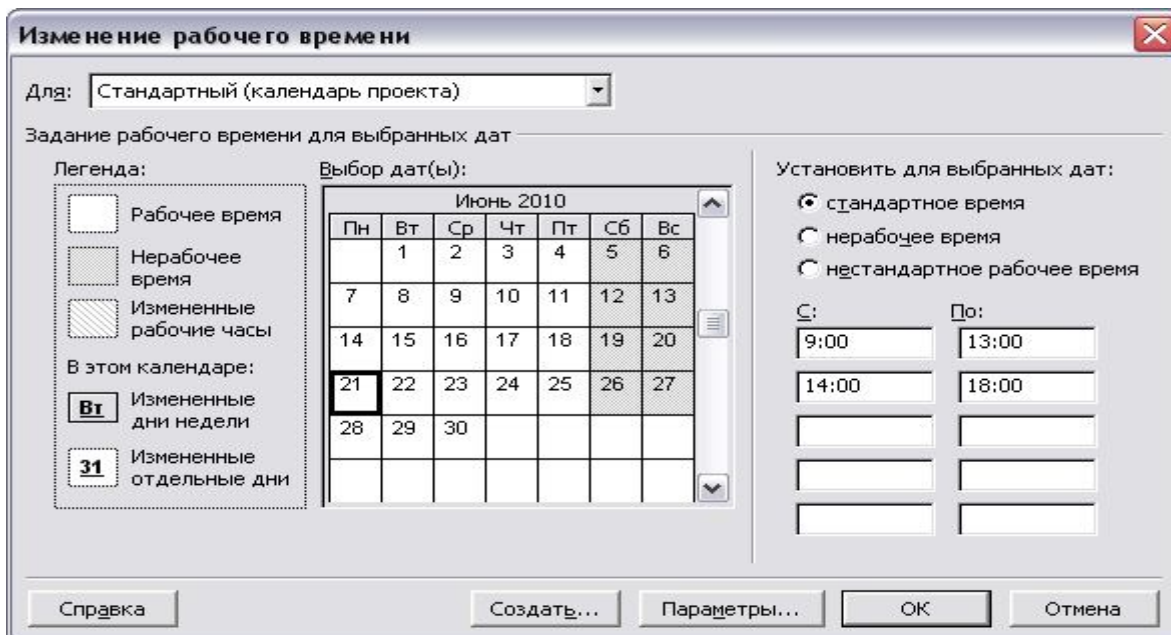 Изменение рабочего времени
Для: Стандартный (календарь проекта)
Задание рабочего времени для выбранных дат
Легенда:
Рабочее время
Нерабочее
время
Измененные
рабочие часы
В этом календаре:
Вт Измененные
дни недели
31 Измененные
отдельные дни
Выбор дат(ы):
Июнь 2010
Пн Вт Ср Чт Пт Сб Вс
1 2 3 4 5 6
7 8 9 10 11 12 13
14 15 16 17 18 19 20
21 22 23 24 25 26 27
28 29 30
Установить для выбранных дат:
стандартное время
нерабочее время
нестандартное рабочее время
С: По:
9:00 13:00
14:00 18:00
Справка Создать... Параметры... ОК Отмена